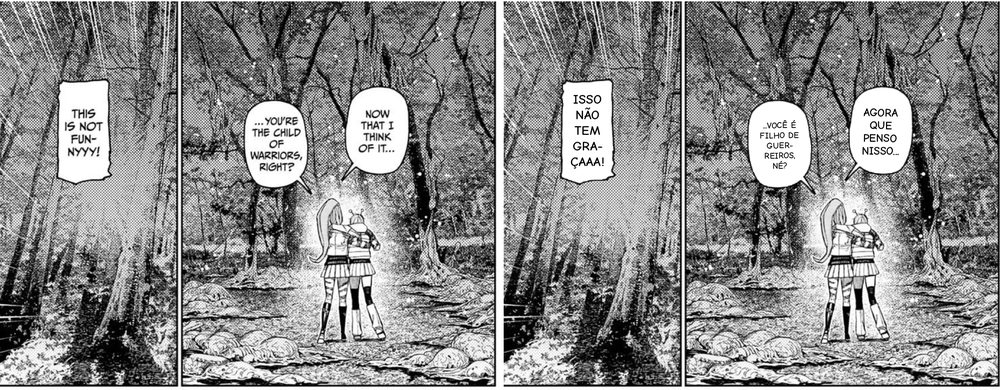 NOW
THAT I
THINK
OF IT...
...YOU'RE
THE CHILD
OF
WARRIORS,
RIGHT?
THIS
IS NOT
FUN-
NYYY!
AGORA
QUE
PENSO
NISSO...
...VOCÊ É
FILHO DE
GUER-
REIROS,
NÉ?
ISSO
NÃO
TEM
GRA-
ÇAAA!